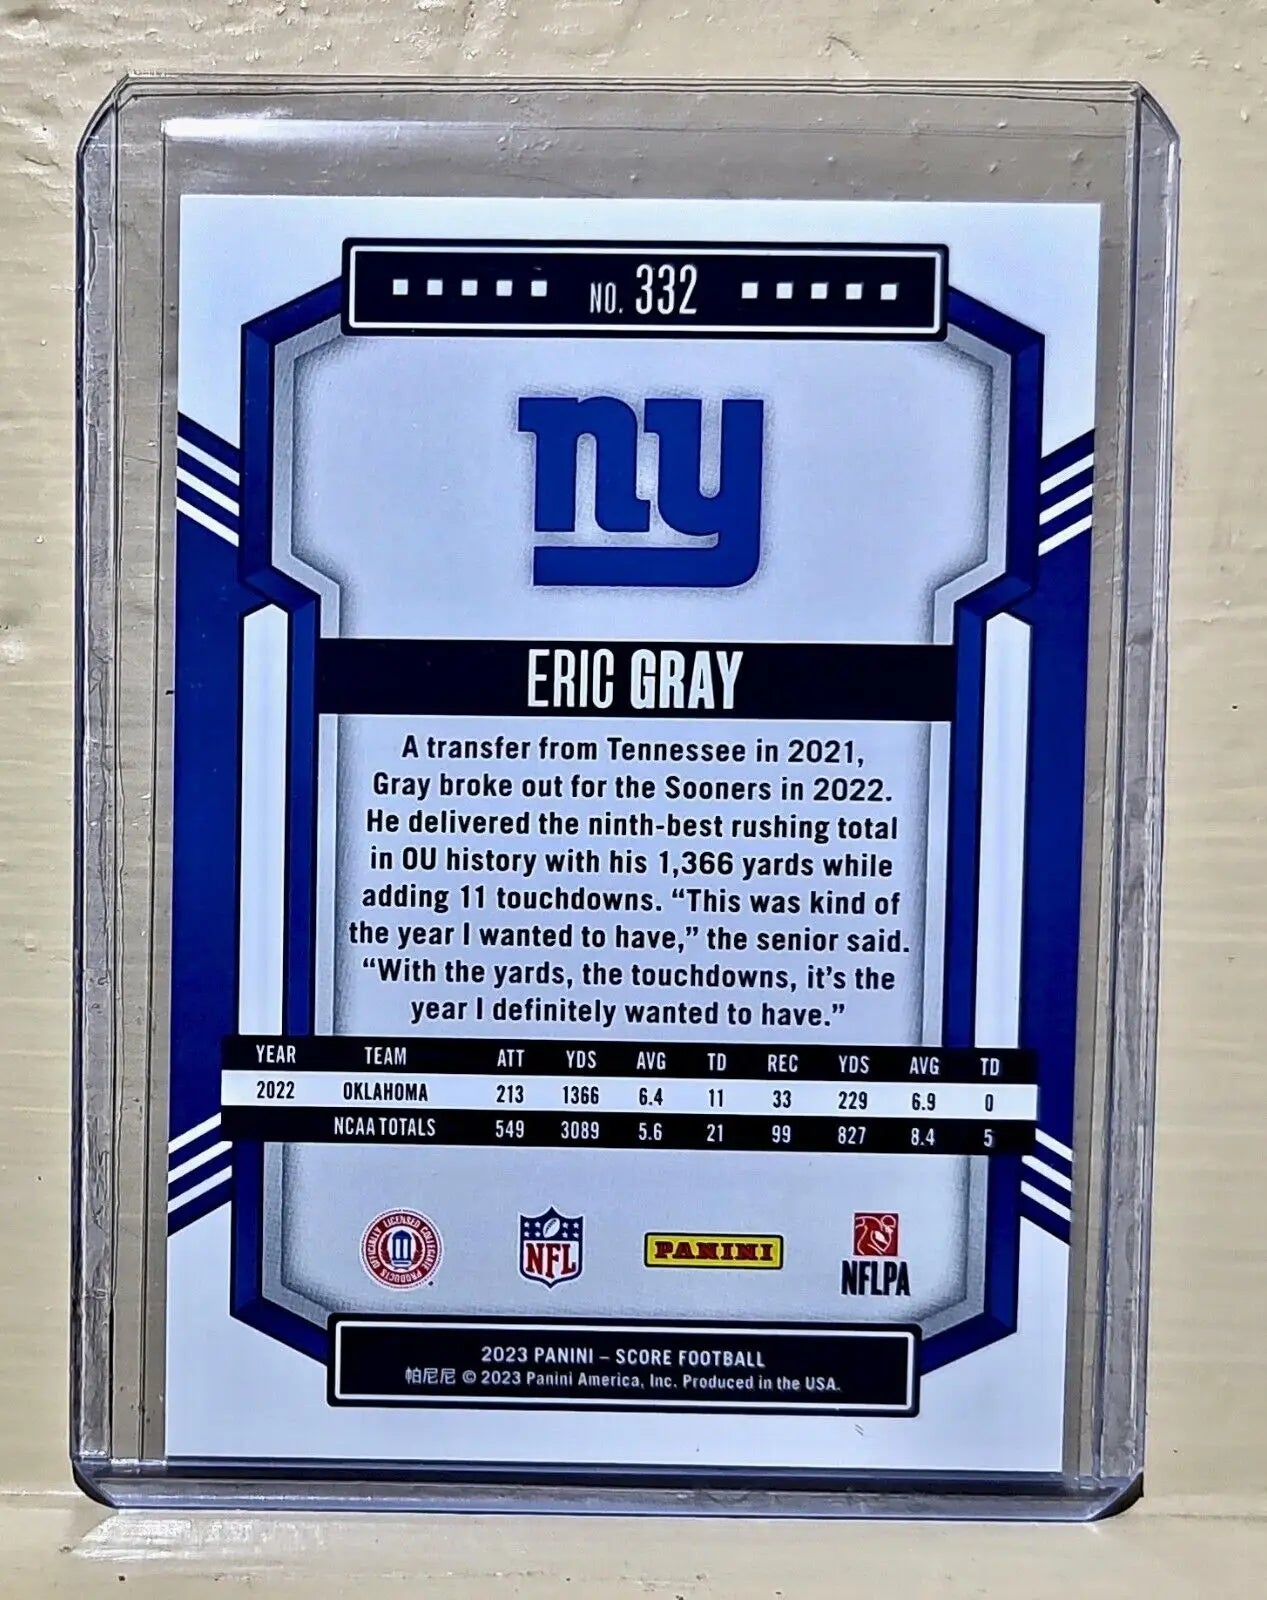 NO. 332
ny
ERIC GRAY
A transfer from Tennessee in 2021,
Gray broke out for the Sooners in 2022.
He delivered the ninth-best rushing total
in OU history with his 1,366 yards while
adding 11 touchdowns. “This was kind of
the year I wanted to have,” the senior said.
“With the yards, the touchdowns, it’s the
year I definitely wanted to have.”
YEAR TEAM ATT YDS AVG TD REC YDS AVG TD
2022 OKLAHOMA 213 1366 6.4 11 33 229 6.9 0
NCAA TOTALS 549 3089 5.6 21 99 827 8.4 5
OFFICIALLY LICENSED COLLEGIATE PRODUCTS
NFL
PANINI
NFLPA
2023 PANINI – SCORE FOOTBALL
帕尼尼 © 2023 Panini America, Inc. Produced in the USA.